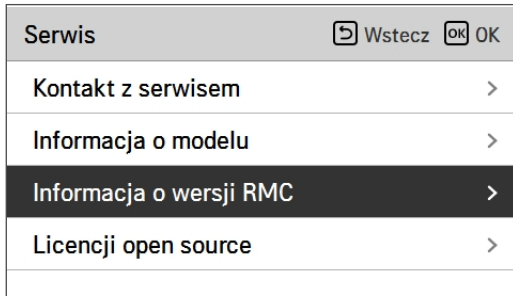 Serwis Wstecz OK OK
Kontakt z serwisem
Informacja o modelu
Informacja o wersji RMC
Licencji open source